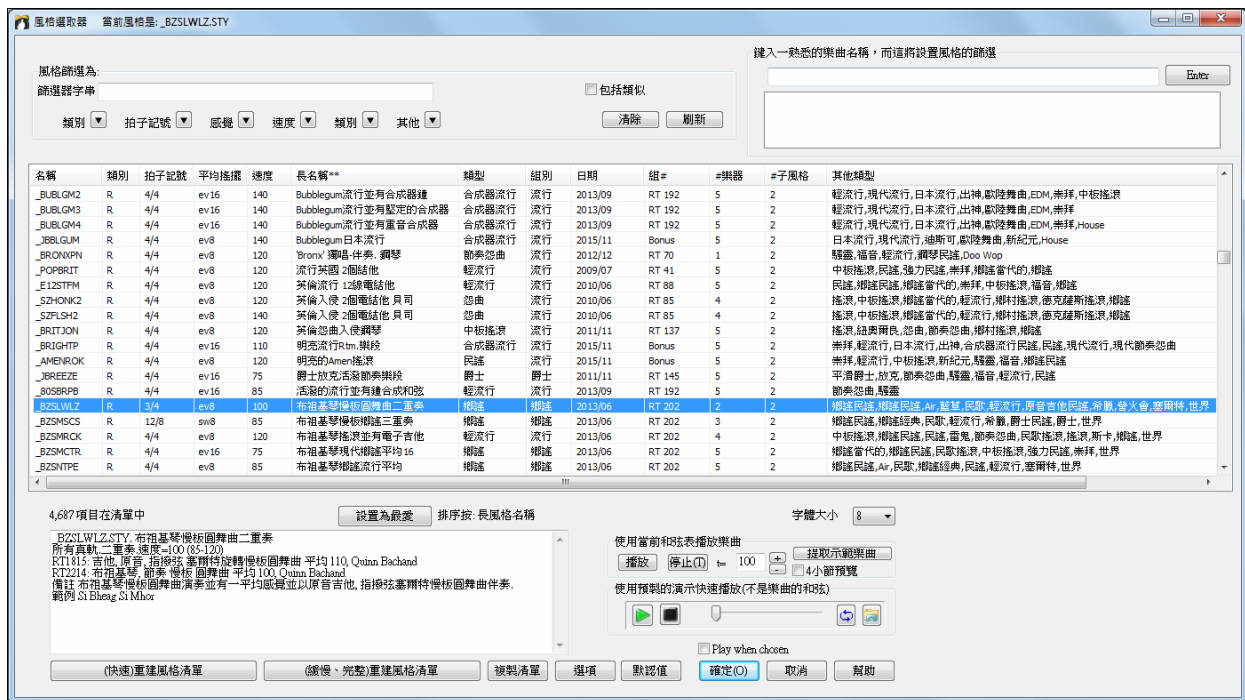 風格選取器 當前風格是: _BZSLWLZ.STY
鍵入一熟悉的樂曲名稱，而這將設置風格的篩選
Enter
風格篩選為:
篩選器字串
包括類似
類別 拍子記號 感覺 速度 類別 其他 清除 刷新
名稱 類別 拍子記號 平均搖擺 速度 長名稱** 類型 組別 日期 組# #樂器 #子風格 其他類型
_BUBLGM2 R 4/4 ev16 140 Bubblegum流行並有合成器鐘 合成器流行 流行 2013/09 RT 192 5 2 輕流行,現代流行,日本流行,出神,歐陸舞曲,EDM,崇拜,中板搖滾
_BUBLGM3 R 4/4 ev16 140 Bubblegum流行並有堅定的合成器 合成器流行 流行 2013/09 RT 192 5 2 輕流行,現代流行,日本流行,出神,歐陸舞曲,EDM,崇拜
_BUBLGM4 R 4/4 ev16 140 Bubblegum流行並有重音合成器 合成器流行 流行 2013/09 RT 192 5 2 輕流行,現代流行,日本流行,出神,歐陸舞曲,EDM,崇拜,House
_JBBLGUM R 4/4 ev8 140 Bubblegum日本流行 合成器流行 流行 2015/11 Bonus 5 2 日本流行,現代流行,迪斯可,歐陸舞曲,新紀元,House
_BRONXPN R 4/4 ev8 120 'Bronx' 獨唱-伴奏. 鋼琴 節奏怨曲 流行 2012/12 RT 70 1 2 騷靈,福音,輕流行,鋼琴民謠,Doo Wop
_POPBRIT R 4/4 ev8 120 流行英國 2個結他 輕流行 流行 2009/07 RT 41 5 2 中板搖滾,民謠,強力民謠,崇拜,鄉謠當代的,鄉謠
_E12STFM R 4/4 ev8 120 英倫流行 12線電結他 輕流行 流行 2010/06 RT 88 5 2 民謠,鄉謠民謠,鄉謠當代的,崇拜,中板搖滾,福音,鄉謠
_SZHONK2 R 4/4 ev8 120 英倫入侵 2個電結他 貝司 怨曲 流行 2010/06 RT 85 4 2 搖滾,中板搖滾,鄉謠當代的,輕流行,鄉村搖滾,德克薩斯搖滾,鄉謠
_SZFLSH2 R 4/4 ev8 140 英倫入侵 2個電結他 貝司 怨曲 流行 2010/06 RT 85 4 2 搖滾,中板搖滾,鄉謠當代的,輕流行,鄉村搖滾,德克薩斯搖滾,鄉謠
_BRITJON R 4/4 ev8 120 英倫怨曲入侵鋼琴 中板搖滾 流行 2011/11 RT 137 5 2 搖滾,紐奧爾良,怨曲,節奏怨曲,鄉村搖滾,鄉謠
_BRIGHTP R 4/4 ev16 110 明亮流行Rtm.樂段 合成器流行 流行 2015/11 Bonus 5 2 崇拜,輕流行,日本流行,出神,合成器流行民謠,民謠,現代流行,現代節奏怨曲
_AMENROK R 4/4 ev8 120 明亮的Amen搖滾 民謠 流行 2015/11 Bonus 5 2 崇拜,輕流行,中板搖滾,新紀元,騷靈,福音,鄉謠民謠
_JBREEZE R 4/4 ev16 75 爵士放克活潑節奏樂段 爵士 爵士 2011/11 RT 145 5 2 平滑爵士,放克,節奏怨曲,騷靈,福音,輕流行,民謠
_80SBRPB R 4/4 ev16 85 活潑的流行並有鐘合成和弦 輕流行 流行 2013/09 RT 192 5 2 節奏怨曲,騷靈
_BZSLWLZ R 3/4 ev8 100 布祖基琴慢板圓舞曲二重奏 鄉謠 鄉謠 2013/06 RT 202 2 2 鄉謠民謠,鄉謠民謠,Air,藍草,民歌,輕流行,原音吉他民謠,希臘,營火會,塞爾特,世界
_BZSMSCS R 12/8 sw8 85 布祖基琴慢板鄉謠三重奏 鄉謠 鄉謠 2013/06 RT 202 3 2 鄉謠民謠,鄉謠經典,民歌,輕流行,希臘,爵士民謠,爵士,世界
_BZSMRCK R 4/4 ev8 120 布祖基琴搖滾並有電子吉他 輕流行 流行 2013/06 RT 202 4 2 中板搖滾,鄉謠民謠,民謠,雷鬼,節奏怨曲,民歌搖滾,搖滾,斯卡,鄉謠,世界
_BZSMCTR R 4/4 ev16 75 布祖基琴現代鄉謠平均16 鄉謠 鄉謠 2013/06 RT 202 5 2 鄉謠當代的,鄉謠民謠,民歌搖滾,中板搖滾,強力民謠,崇拜,世界
_BZSNTPE R 4/4 ev8 85 布祖基琴鄉謠流行平均 鄉謠 鄉謠 2013/06 RT 202 5 2 鄉謠民謠,Air,民歌,鄉謠經典,民謠,輕流行,塞爾特,世界
4,687項目在清單中 設置為最愛 排序按: 長風格名稱 字體大小 8
_BZSLWLZ.STY, 布祖基琴慢板圓舞曲二重奏
所有真軌.二重奏.速度=100 (85-120)
RT1815: 吉他, 原音, 指撥弦 塞爾特旋轉慢板圓舞曲 平均 110, Quinn Bachand
RT2214: 布祖基琴, 節奏 慢板 圓舞曲 平均 100, Quinn Bachand
備註 布祖基琴慢板圓舞曲演奏並有一平均感覺並以原音吉他, 指撥弦塞爾特慢板圓舞曲伴奏.
範例 Si Bheag Si Mhor
使用當前和弦表播放樂曲
播放 停止(T) t= 100 + - 提取示範樂曲
4小節預覽
使用預製的演示快速播放(不是樂曲的和弦)
Play when chosen
(快速)重建風格清單 (緩慢、完整)重建風格清單 複製清單 選項 默認值 確定(O) 取消 幫助